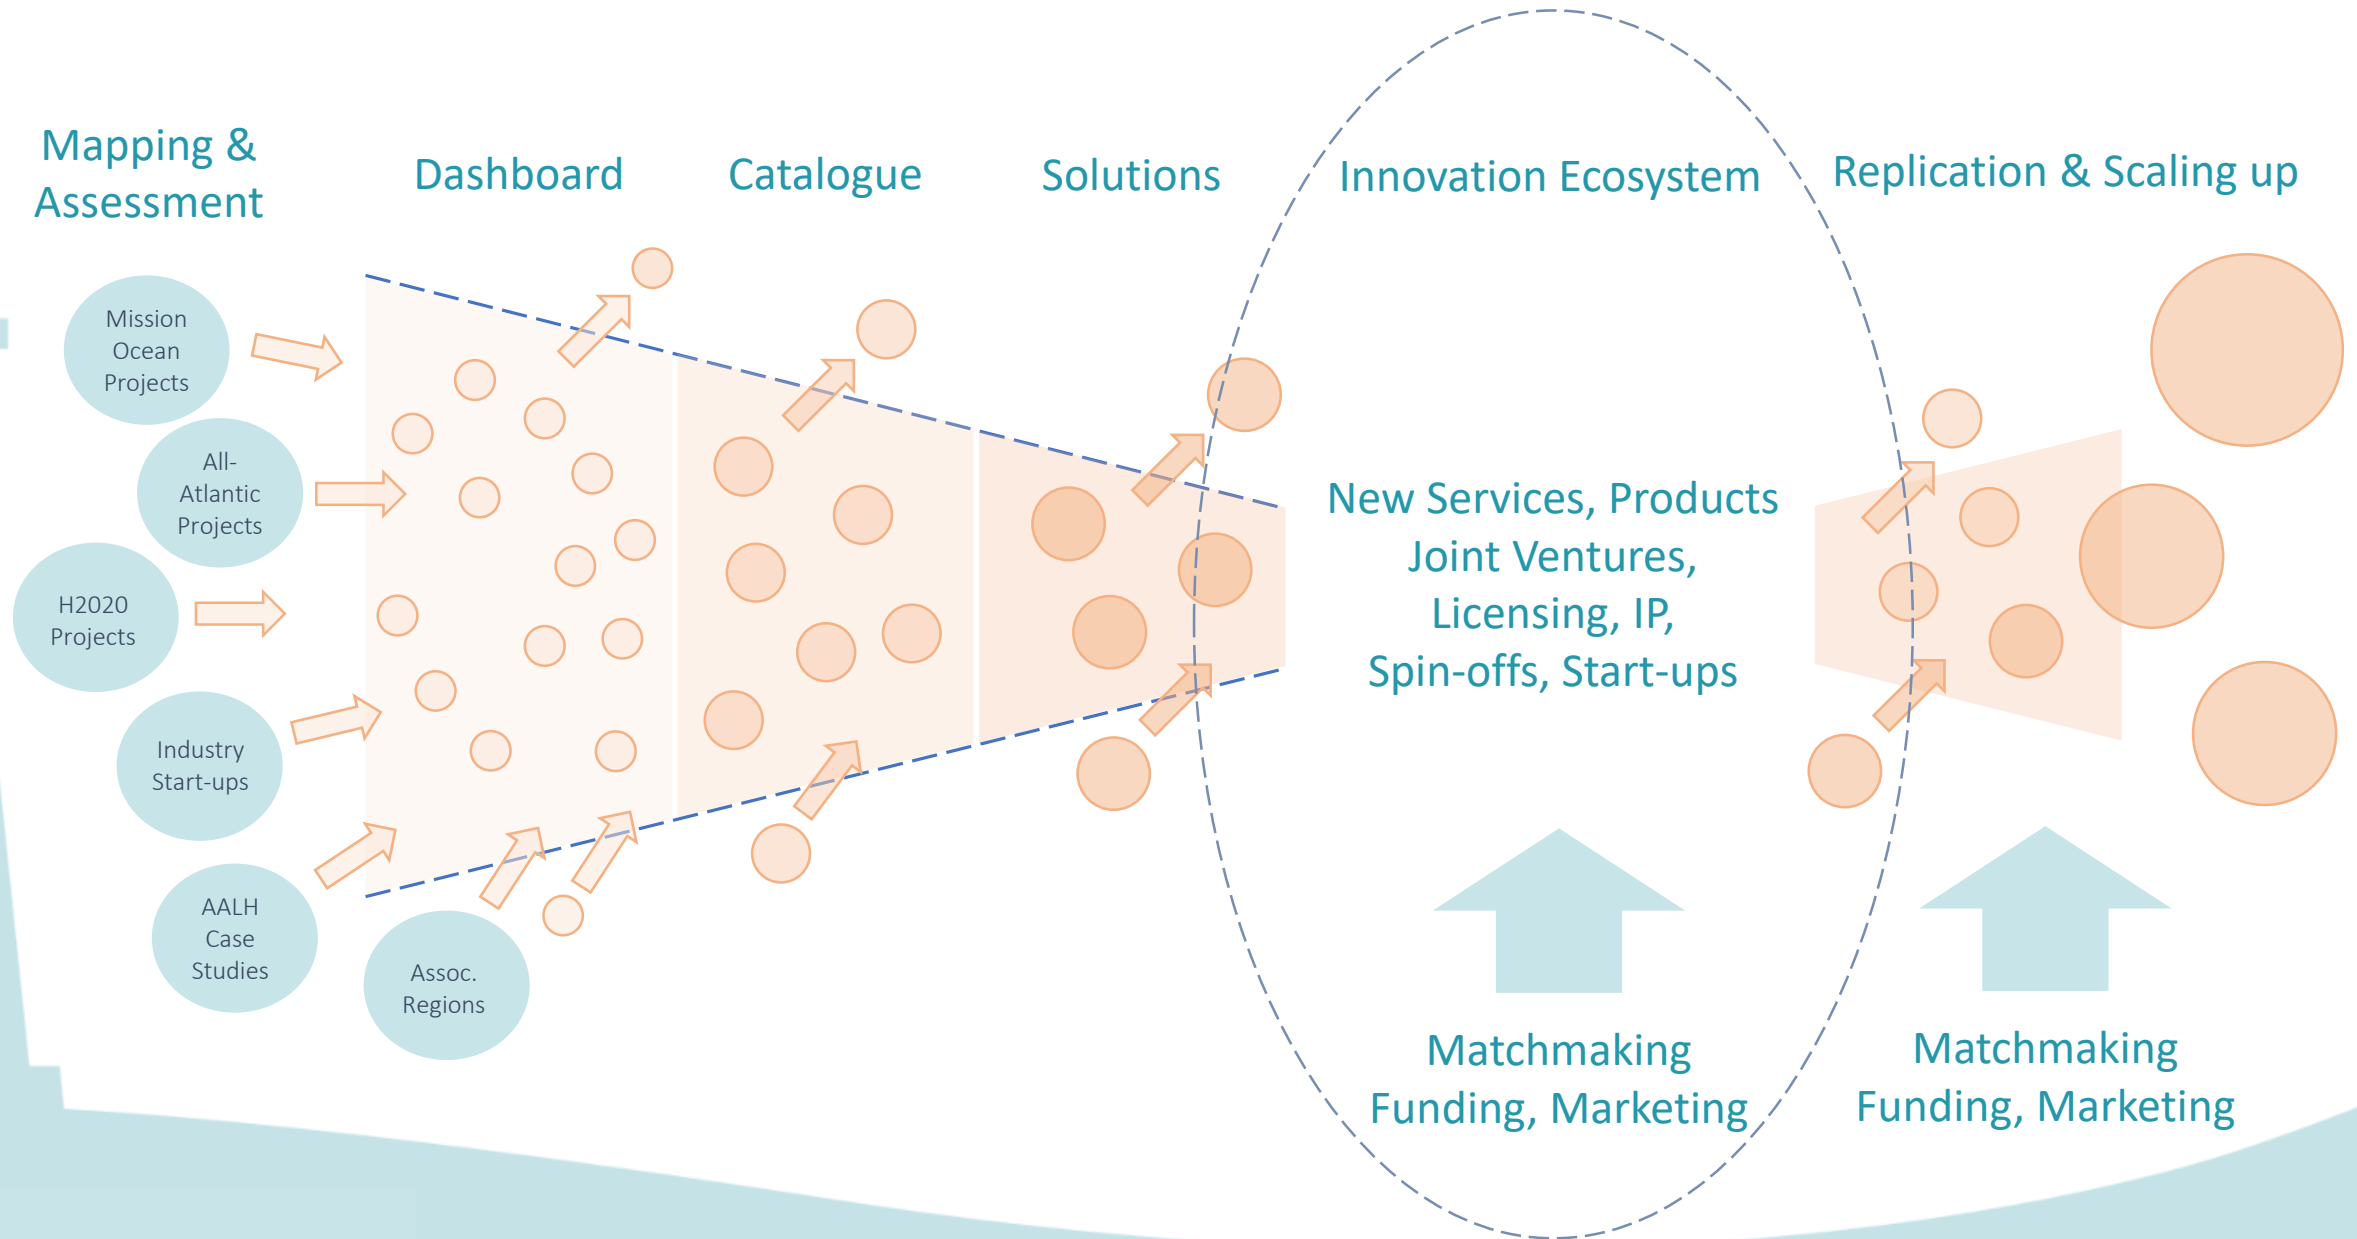 Mapping &
Assessment
Dashboard
Catalogue
Solutions
Innovation Ecosystem
Replication & Scaling up
Mission
Ocean
Projects
All-
Atlantic
Projects
H2020
Projects
Industry
Start-ups
AALH
Case
Studies
Assoc.
Regions
New Services, Products
Joint Ventures,
Licensing, IP,
Spin-offs, Start-ups
Matchmaking
Funding, Marketing
Matchmaking
Funding, Marketing